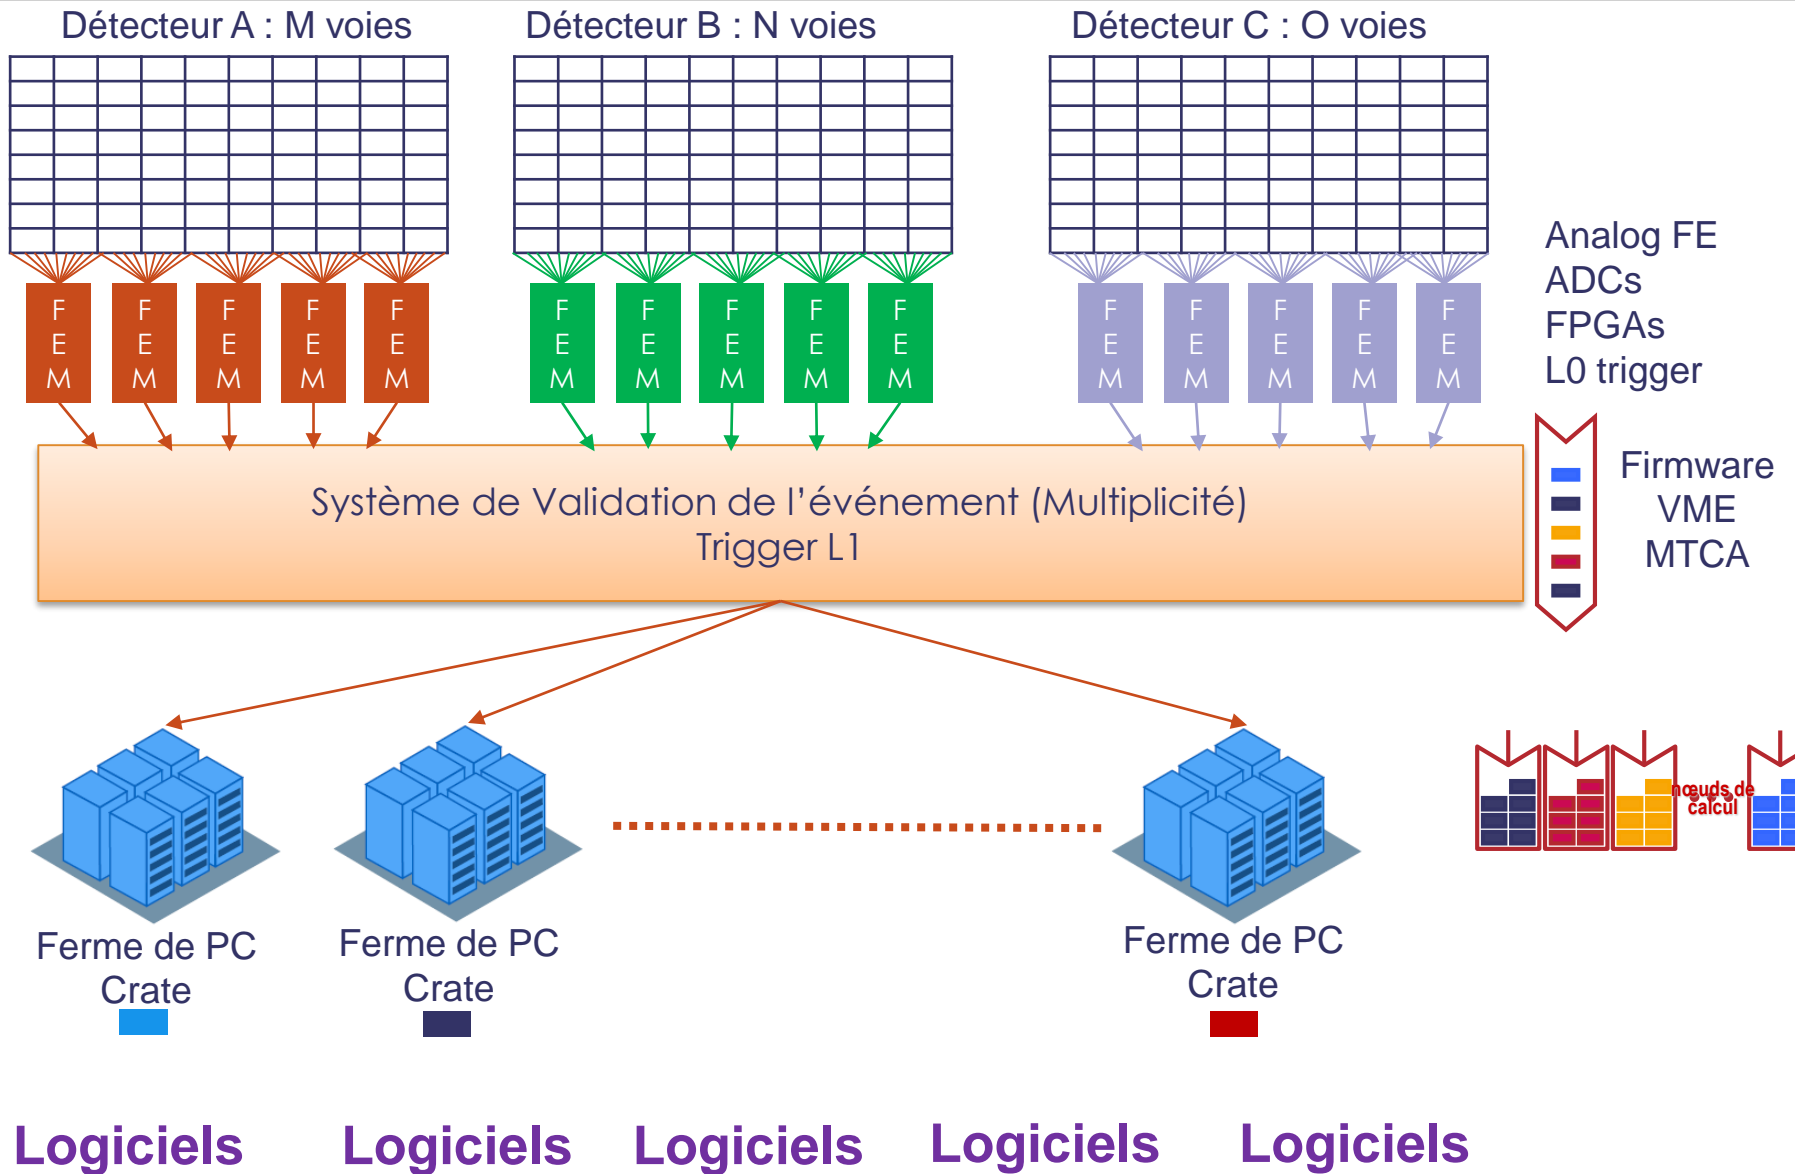 Détecteur A : M voies
Détecteur B : N voies
Détecteur C : O voies
Analog FE
ADCs
FPGAs
L0 trigger
F
E
M
F
E
M
F
E
M
F
E
M
F
E
M
F
E
M
F
E
M
F
E
M
F
E
M
F
E
M
F
E
M
F
E
M
F
E
M
F
E
M
F
E
M
Système de Validation de l’événement (Multiplicité)
Trigger L1
Firmware
VME
MTCA
nœuds de
calcul
Ferme de PC
Crate
Ferme de PC
Crate
Ferme de PC
Crate
Logiciels
Logiciels
Logiciels
Logiciels
Logiciels